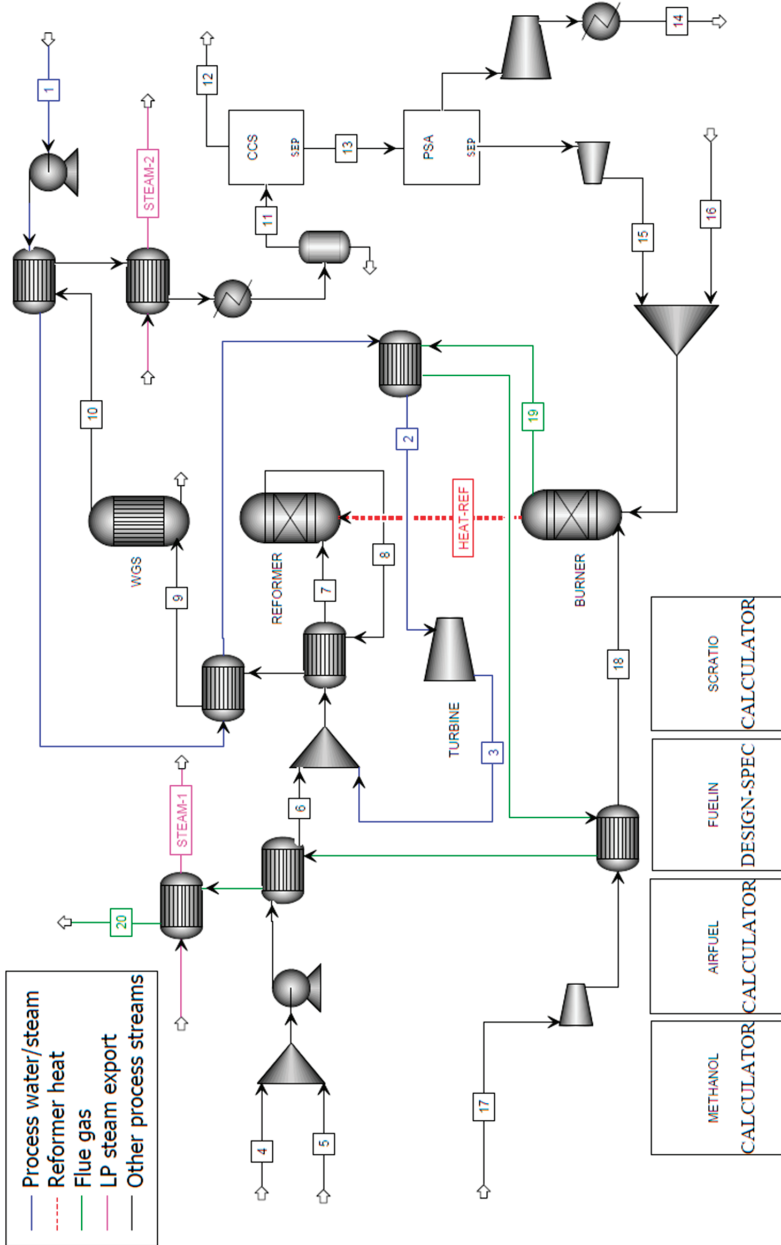 Process water/steam
Reformer heat
Flue gas
LP steam export
Other process streams
20
STEAM-1
4
5
6
17
TURBINE
3
2
7
8
REFORMER
WGS
9
10
STEAM-2
1
HEAT-REF
18
BURNER
19
11
CCS
SEP
12
13
PSA
SEP
14
15
16
METHANOL
CALCULATOR
AIRFUEL
CALCULATOR
FUELIN
DESIGN-SPEC
SCRATIO
CALCULATOR